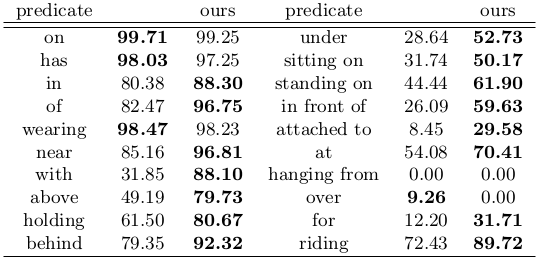 predicate ours predicate ours
on 99.71 99.25 under 28.64 52.73
has 98.03 97.25 sitting on 31.74 50.17
in 80.38 88.30 standing on 44.44 61.90
of 82.47 96.75 in front of 26.09 59.63
wearing 98.47 98.23 attached to 8.45 29.58
near 85.16 96.81 at 54.08 70.41
with 31.85 88.10 hanging from 0.00 0.00
above 49.19 79.73 over 9.26 0.00
holding 61.50 80.67 for 12.20 31.71
behind 79.35 92.32 riding 72.43 89.72